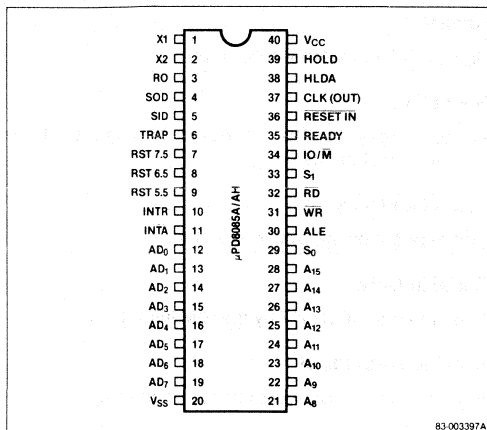 X1 1 40 VCC
X2 2 39 HOLD
RO 3 38 HLDA
SOD 4 37 CLK (OUT)
SID 5 36 RESET IN
TRAP 6 35 READY
RST 7.5 7 34 IO/M̅
RST 6.5 8 33 S1
RST 5.5 9 32 R̅D̅
INTR 10 31 W̅R̅
INTA 11 30 ALE
AD0 12 29 S0
AD1 13 28 A15
AD2 14 27 A14
AD3 15 26 A13
AD4 16 25 A12
AD5 17 24 A11
AD6 18 23 A10
AD7 19 22 A9
VSS 20 21 A8
μPD8085A/AH
83-003397A